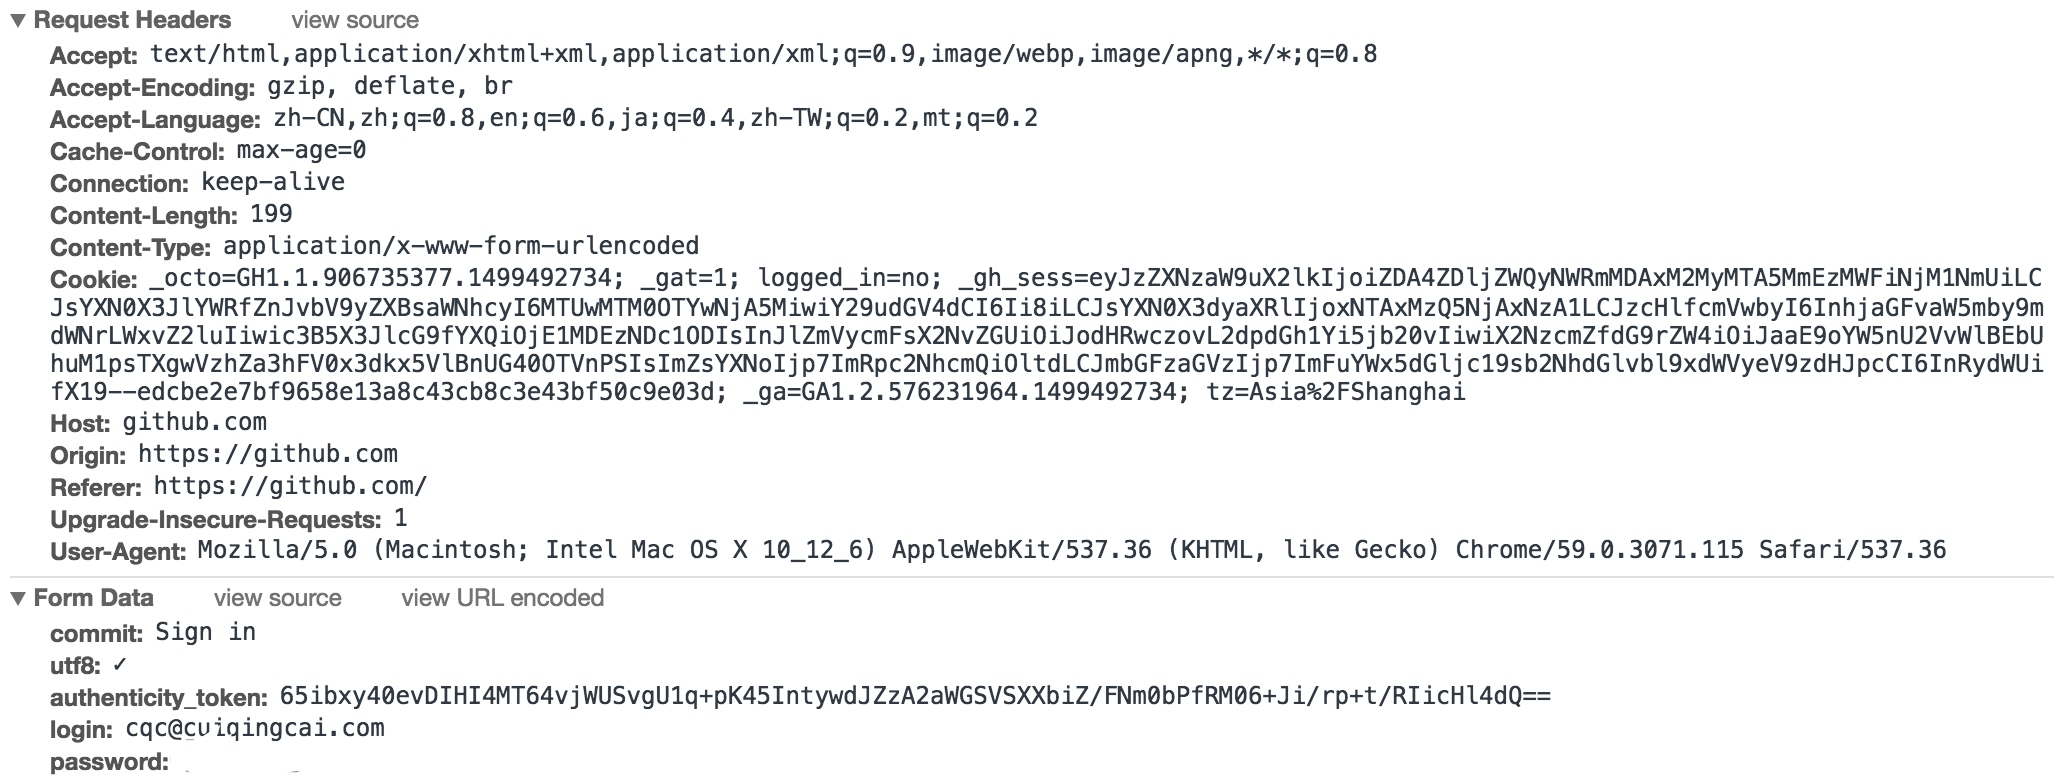 ▼ Request Headers view source
Accept: text/html,application/xhtml+xml,application/xml;q=0.9,image/webp,image/apng,*/*;q=0.8
Accept-Encoding: gzip, deflate, br
Accept-Language: zh-CN,zh;q=0.8,en;q=0.6,ja;q=0.4,zh-TW;q=0.2,mt;q=0.2
Cache-Control: max-age=0
Connection: keep-alive
Content-Length: 199
Content-Type: application/x-www-form-urlencoded
Cookie: _octo=GH1.1.906735377.1499492734; _gat=1; logged_in=no; _gh_sess=eyJzZXNzaW9uX2lkIjoiZDA4ZDljZWQyNWRmMDAxM2MyMTA5MmEzMWFiNjM1NmUiLC
JsYXN0X3JlYWRfZnJvbV9yZXBsaWNhcyI6MTUwMTM0OTYwNjA5MiwiY29udGV4dCI6Ii8iLCJsYXN0X3dyaXRlIjoxNTAxMzQ5NjAxNzA1LCJzcHlfcmVwbyI6InhjaGFvaW5mby9m
dWNrLWxvZ2luIiwic3B5X3JlcG9fYXQiOjE1MDEzNDc1ODIsInJlZmVycmFsX2NvZGUiOiJodHRwczovL2dpdGh1Yi5jb20vIiwiX2NzcmZfdG9rZW4iOiJaaE9oYW5nU2VvWlBEbU
huM1psTXgwVzhZa3hFV0x3dkx5VlBnUG40OTVnPSIsImZsYXNoIjp7ImRpc2NhcmQiOltdLCJmbGFzaGVzIjp7ImFuYWx5dGljc19sb2NhdGlvbl9xdWVyeV9zdHJpcCI6InRydWUi
fX19--edcbe2e7bf9658e13a8c43cb8c3e43bf50c9e03d; _ga=GA1.2.576231964.1499492734; tz=Asia%2FShanghai
Host: github.com
Origin: https://github.com
Referer: https://github.com/
Upgrade-Insecure-Requests: 1
User-Agent: Mozilla/5.0 (Macintosh; Intel Mac OS X 10_12_6) AppleWebKit/537.36 (KHTML, like Gecko) Chrome/59.0.3071.115 Safari/537.36
▼ Form Data view source view URL encoded
commit: Sign in
utf8: ✓
authenticity_token: 65ibxy40evDIHI4MT64vjWUSvgU1q+pK45IntywdJZzA2aWGSVSXXbiZ/FNm0bPfRM06+Ji/rp+t/RIicHl4dQ==
login: cqc@cuiqingcai.com
password: